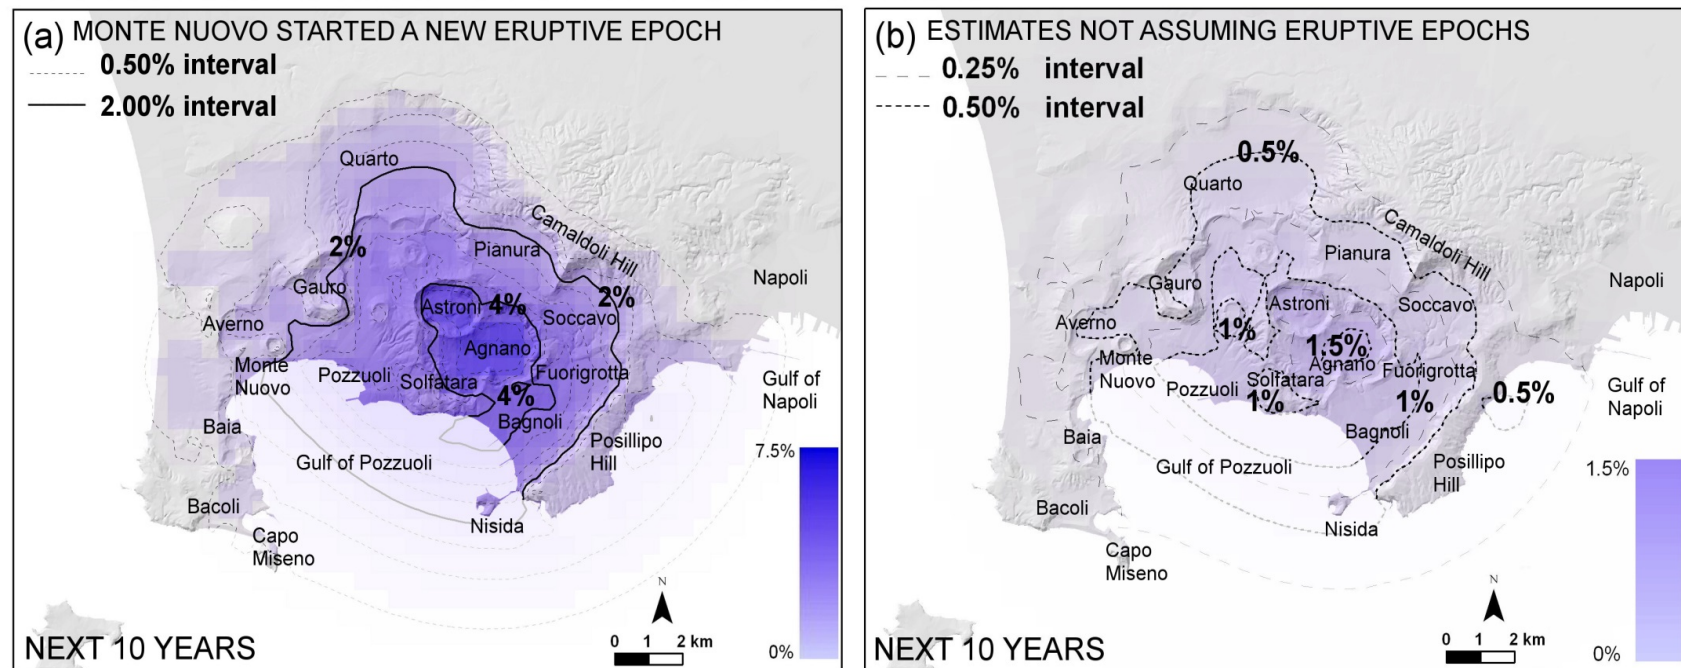 (a) MONTE NUOVO STARTED A NEW ERUPTIVE EPOCH
0.50% interval
2.00% interval
Quarto
Camaldoli Hill
2%
Pianura
Napoli
Gauro
2%
Astroni
4%
Averno
Soccavo
Agnano
Monte
Nuovo
Pozzuoli
Solfatara
Fuorigrotta
Gulf of
Napoli
4%
Bagnoli
Baia
Posillipo
Hill
7.5%
Gulf of Pozzuoli
Bacoli
Nisida
Capo
Miseno
N
NEXT 10 YEARS
0 1 2 km
0%
(b) ESTIMATES NOT ASSUMING ERUPTIVE EPOCHS
0.25% interval
0.50% interval
0.5%
Quarto
Camaldoli Hill
Pianura
Napoli
Gauro
Astroni
Soccavo
Averno
1%
1.5%
Agnano
Monte
Nuovo
Fuorigrotta
Solfatara
Pozzuoli
Gulf of
Napoli
0.5%
1%
1%
Bagnoli
Baia
Posillipo
Hill
1.5%
Gulf of Pozzuoli
Bacoli
Nisida
Capo
Miseno
N
NEXT 10 YEARS
0 1 2 km
0%